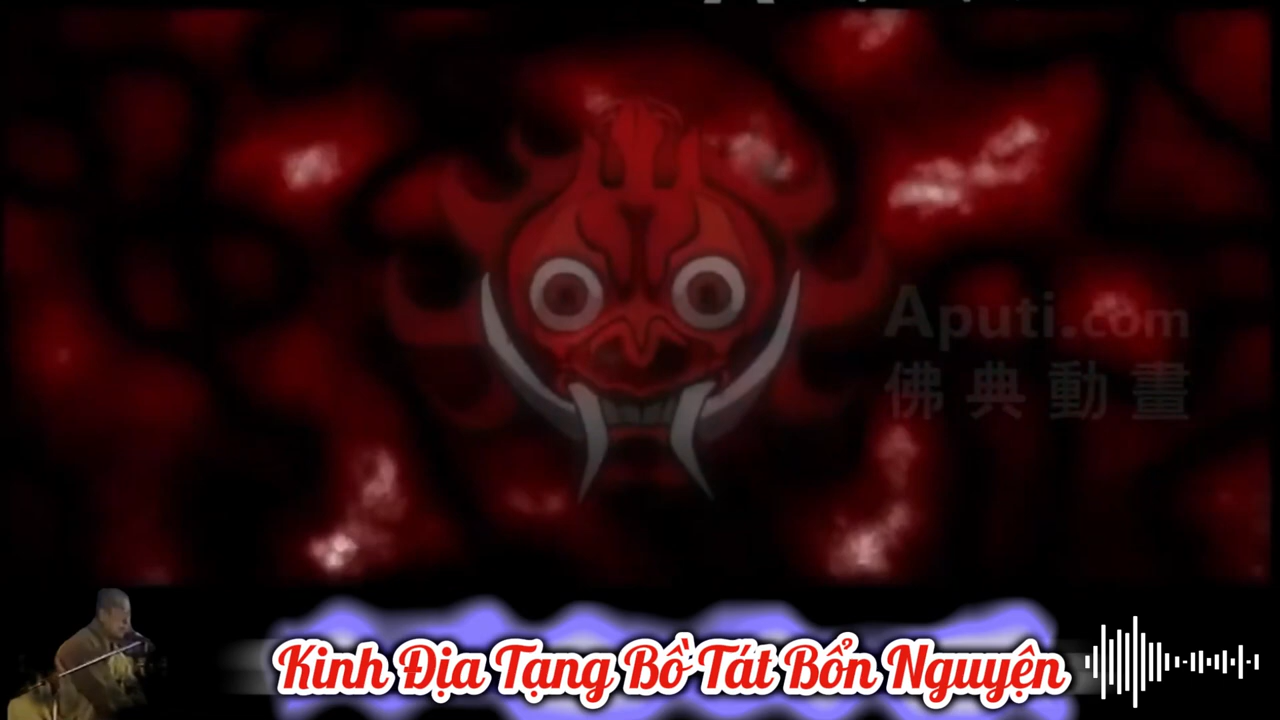 Aputi.com
佛典動畫
Kinh Địa Tạng Bồ Tát Bổn Nguyện